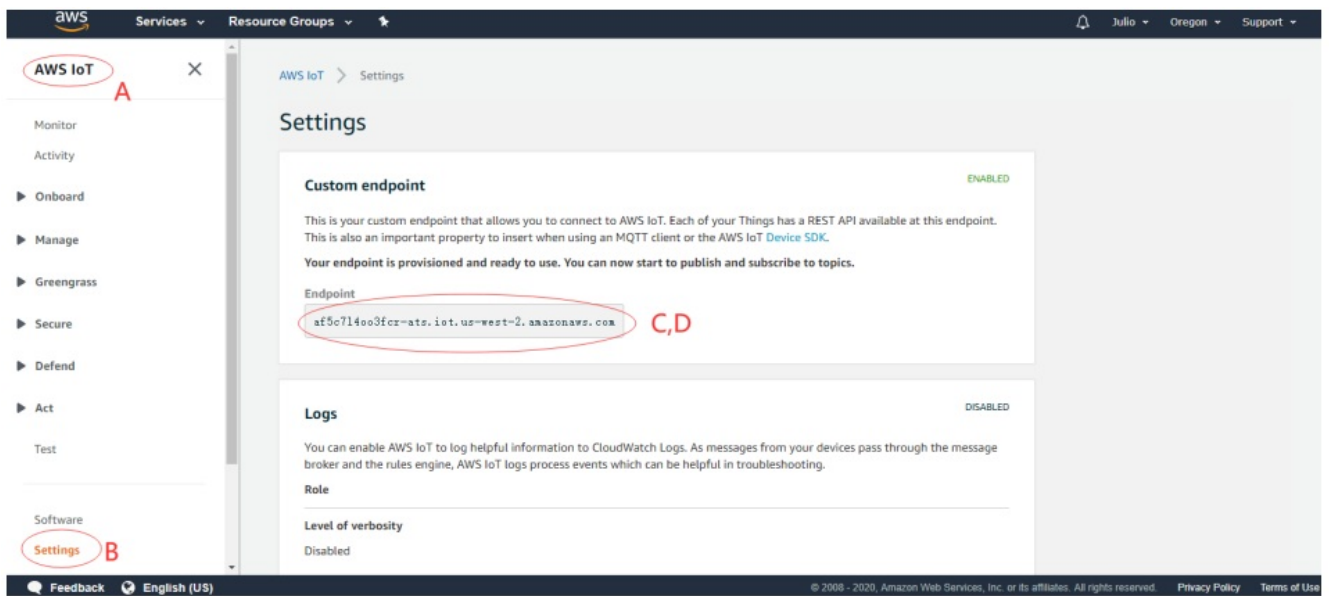 aws Services Resource Groups Julio Oregon Support
AWS IoT
A
Monitor
Activity
Onboard
Manage
Greengrass
Secure
Defend
Act
Test
Software
Settings
B
AWS IoT Settings
Settings
Custom endpoint
ENABLED
This is your custom endpoint that allows you to connect to AWS IoT. Each of your Things has a REST API available at this endpoint.
This is also an important property to insert when using an MQTT client or the AWS IoT Device SDK.
Your endpoint is provisioned and ready to use. You can now start to publish and subscribe to topics.
Endpoint
af5c7l4oo3fcr-ats.iot.us-west-2.amazonaws.com
C,D
Logs
DISABLED
You can enable AWS IoT to log helpful information to CloudWatch Logs. As messages from your devices pass through the message
broker and the rules engine, AWS IoT logs process events which can be helpful in troubleshooting.
Role
Level of verbosity
Disabled
Feedback English (US) © 2008 - 2020, Amazon Web Services, Inc. or its affiliates. All rights reserved. Privacy Policy Terms of Use